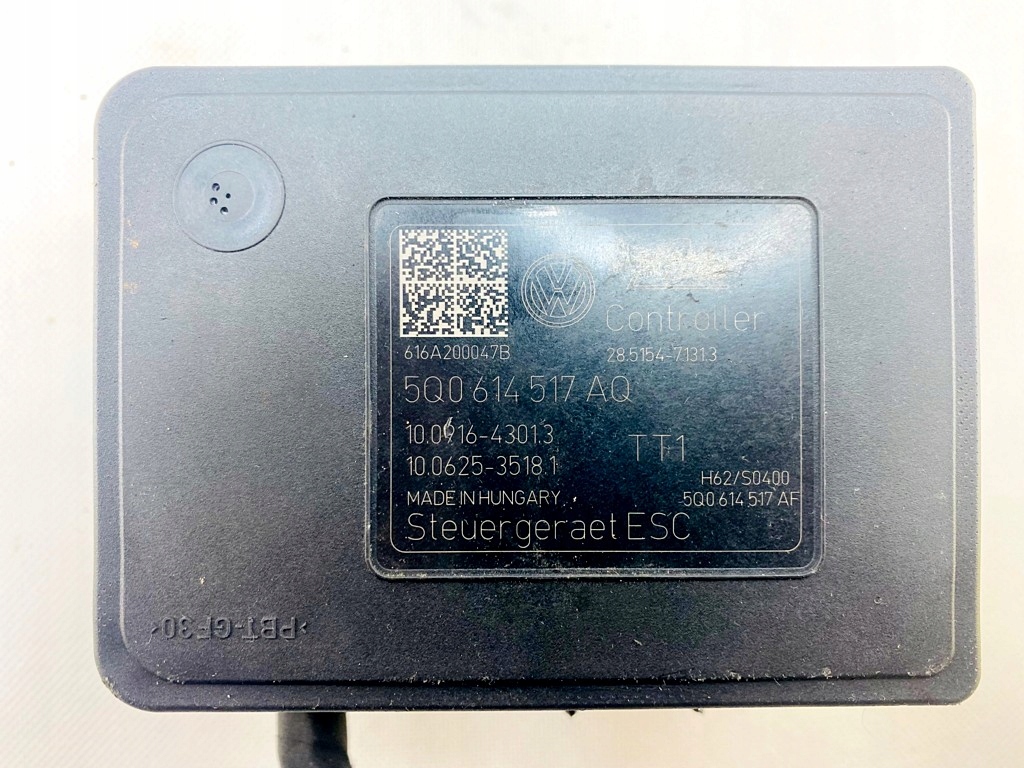 Controller
616A200047B
28.5154-7131.3
5Q0 614 517 AQ
10.0916-4301.3
TT1
10.0625-3518.1
H62/S0400
MADE IN HUNGARY
5Q0 614 517 AF
Steuergeraet ESC
>PBT-GF30<